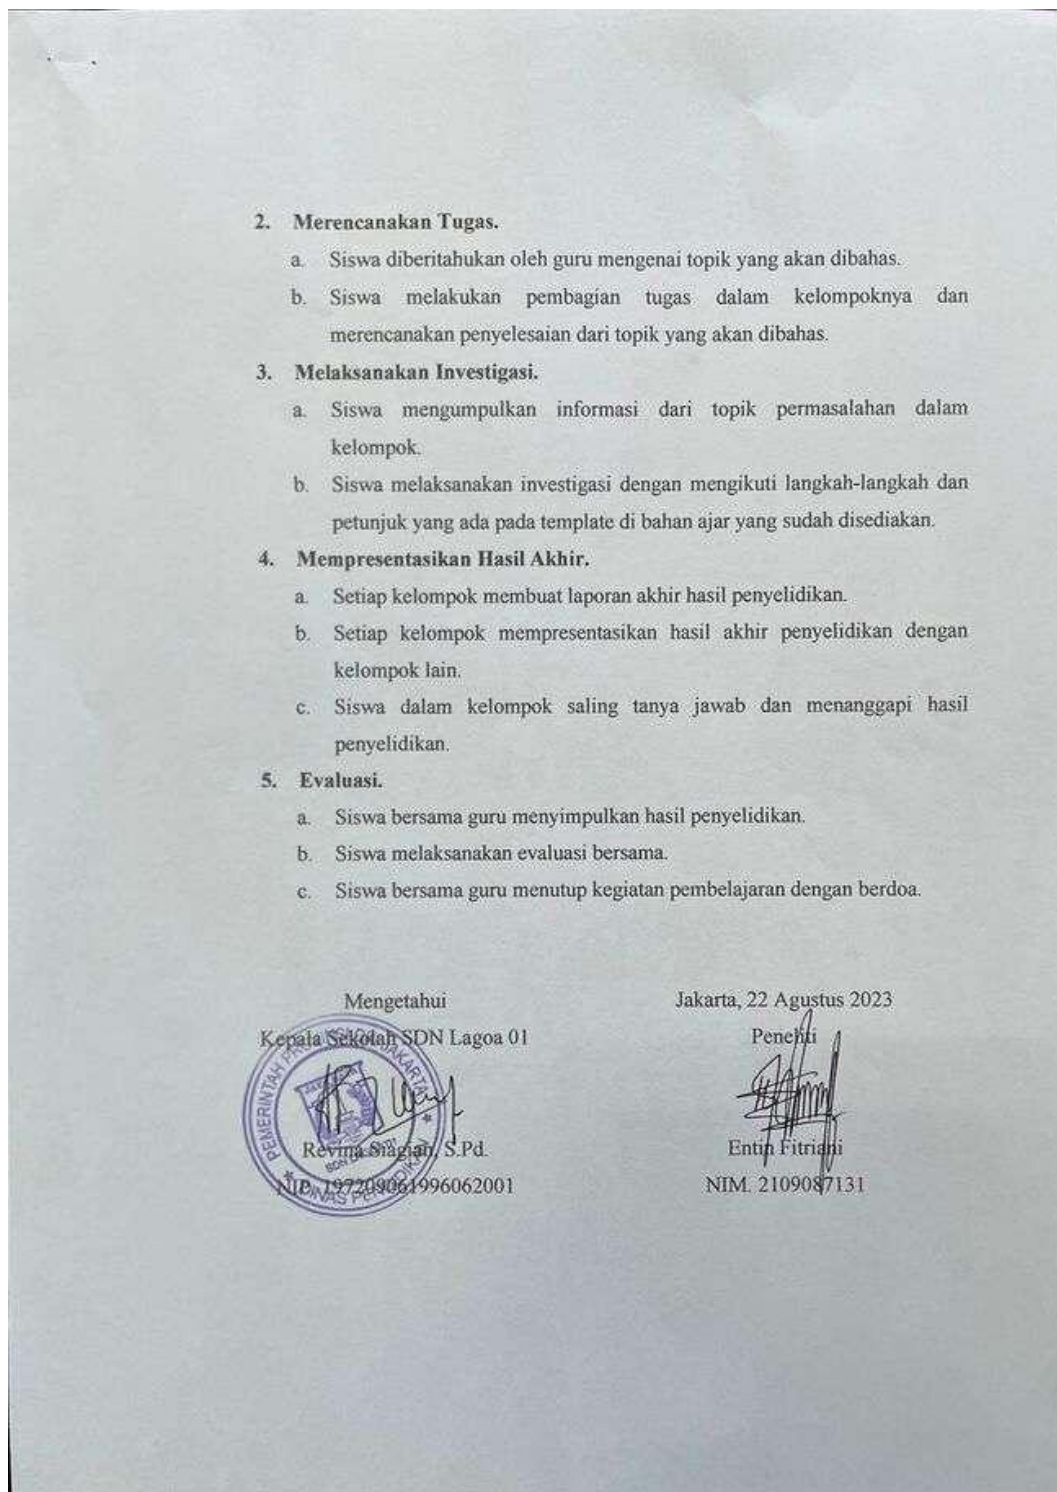 2. Merencanakan Tugas.
a. Siswa diberitahukan oleh guru mengenai topik yang akan dibahas.
b. Siswa melakukan pembagian tugas dalam kelompoknya dan
merencanakan penyelesaian dari topik yang akan dibahas.
3. Melaksanakan Investigasi.
a. Siswa mengumpulkan informasi dari topik permasalahan dalam
kelompok.
b. Siswa melaksanakan investigasi dengan mengikuti langkah-langkah dan
petunjuk yang ada pada template di bahan ajar yang sudah disediakan.
4. Mempresentasikan Hasil Akhir.
a. Setiap kelompok membuat laporan akhir hasil penyelidikan.
b. Setiap kelompok mempresentasikan hasil akhir penyelidikan dengan
kelompok lain.
c. Siswa dalam kelompok saling tanya jawab dan menanggapi hasil
penyelidikan.
5. Evaluasi.
a. Siswa bersama guru menyimpulkan hasil penyelidikan.
b. Siswa melaksanakan evaluasi bersama.
c. Siswa bersama guru menutup kegiatan pembelajaran dengan berdoa.
Mengetahui
Kepala Sekolah SDN Lagoa 01
PEMERINTAH JAKARTA
SDN
DINAS PENDIDIKAN
Revina Siagian, S.Pd.
NIP. 197209061996062001
Jakarta, 22 Agustus 2023
Peneliti
Entin Fitriani
NIM. 2109087131